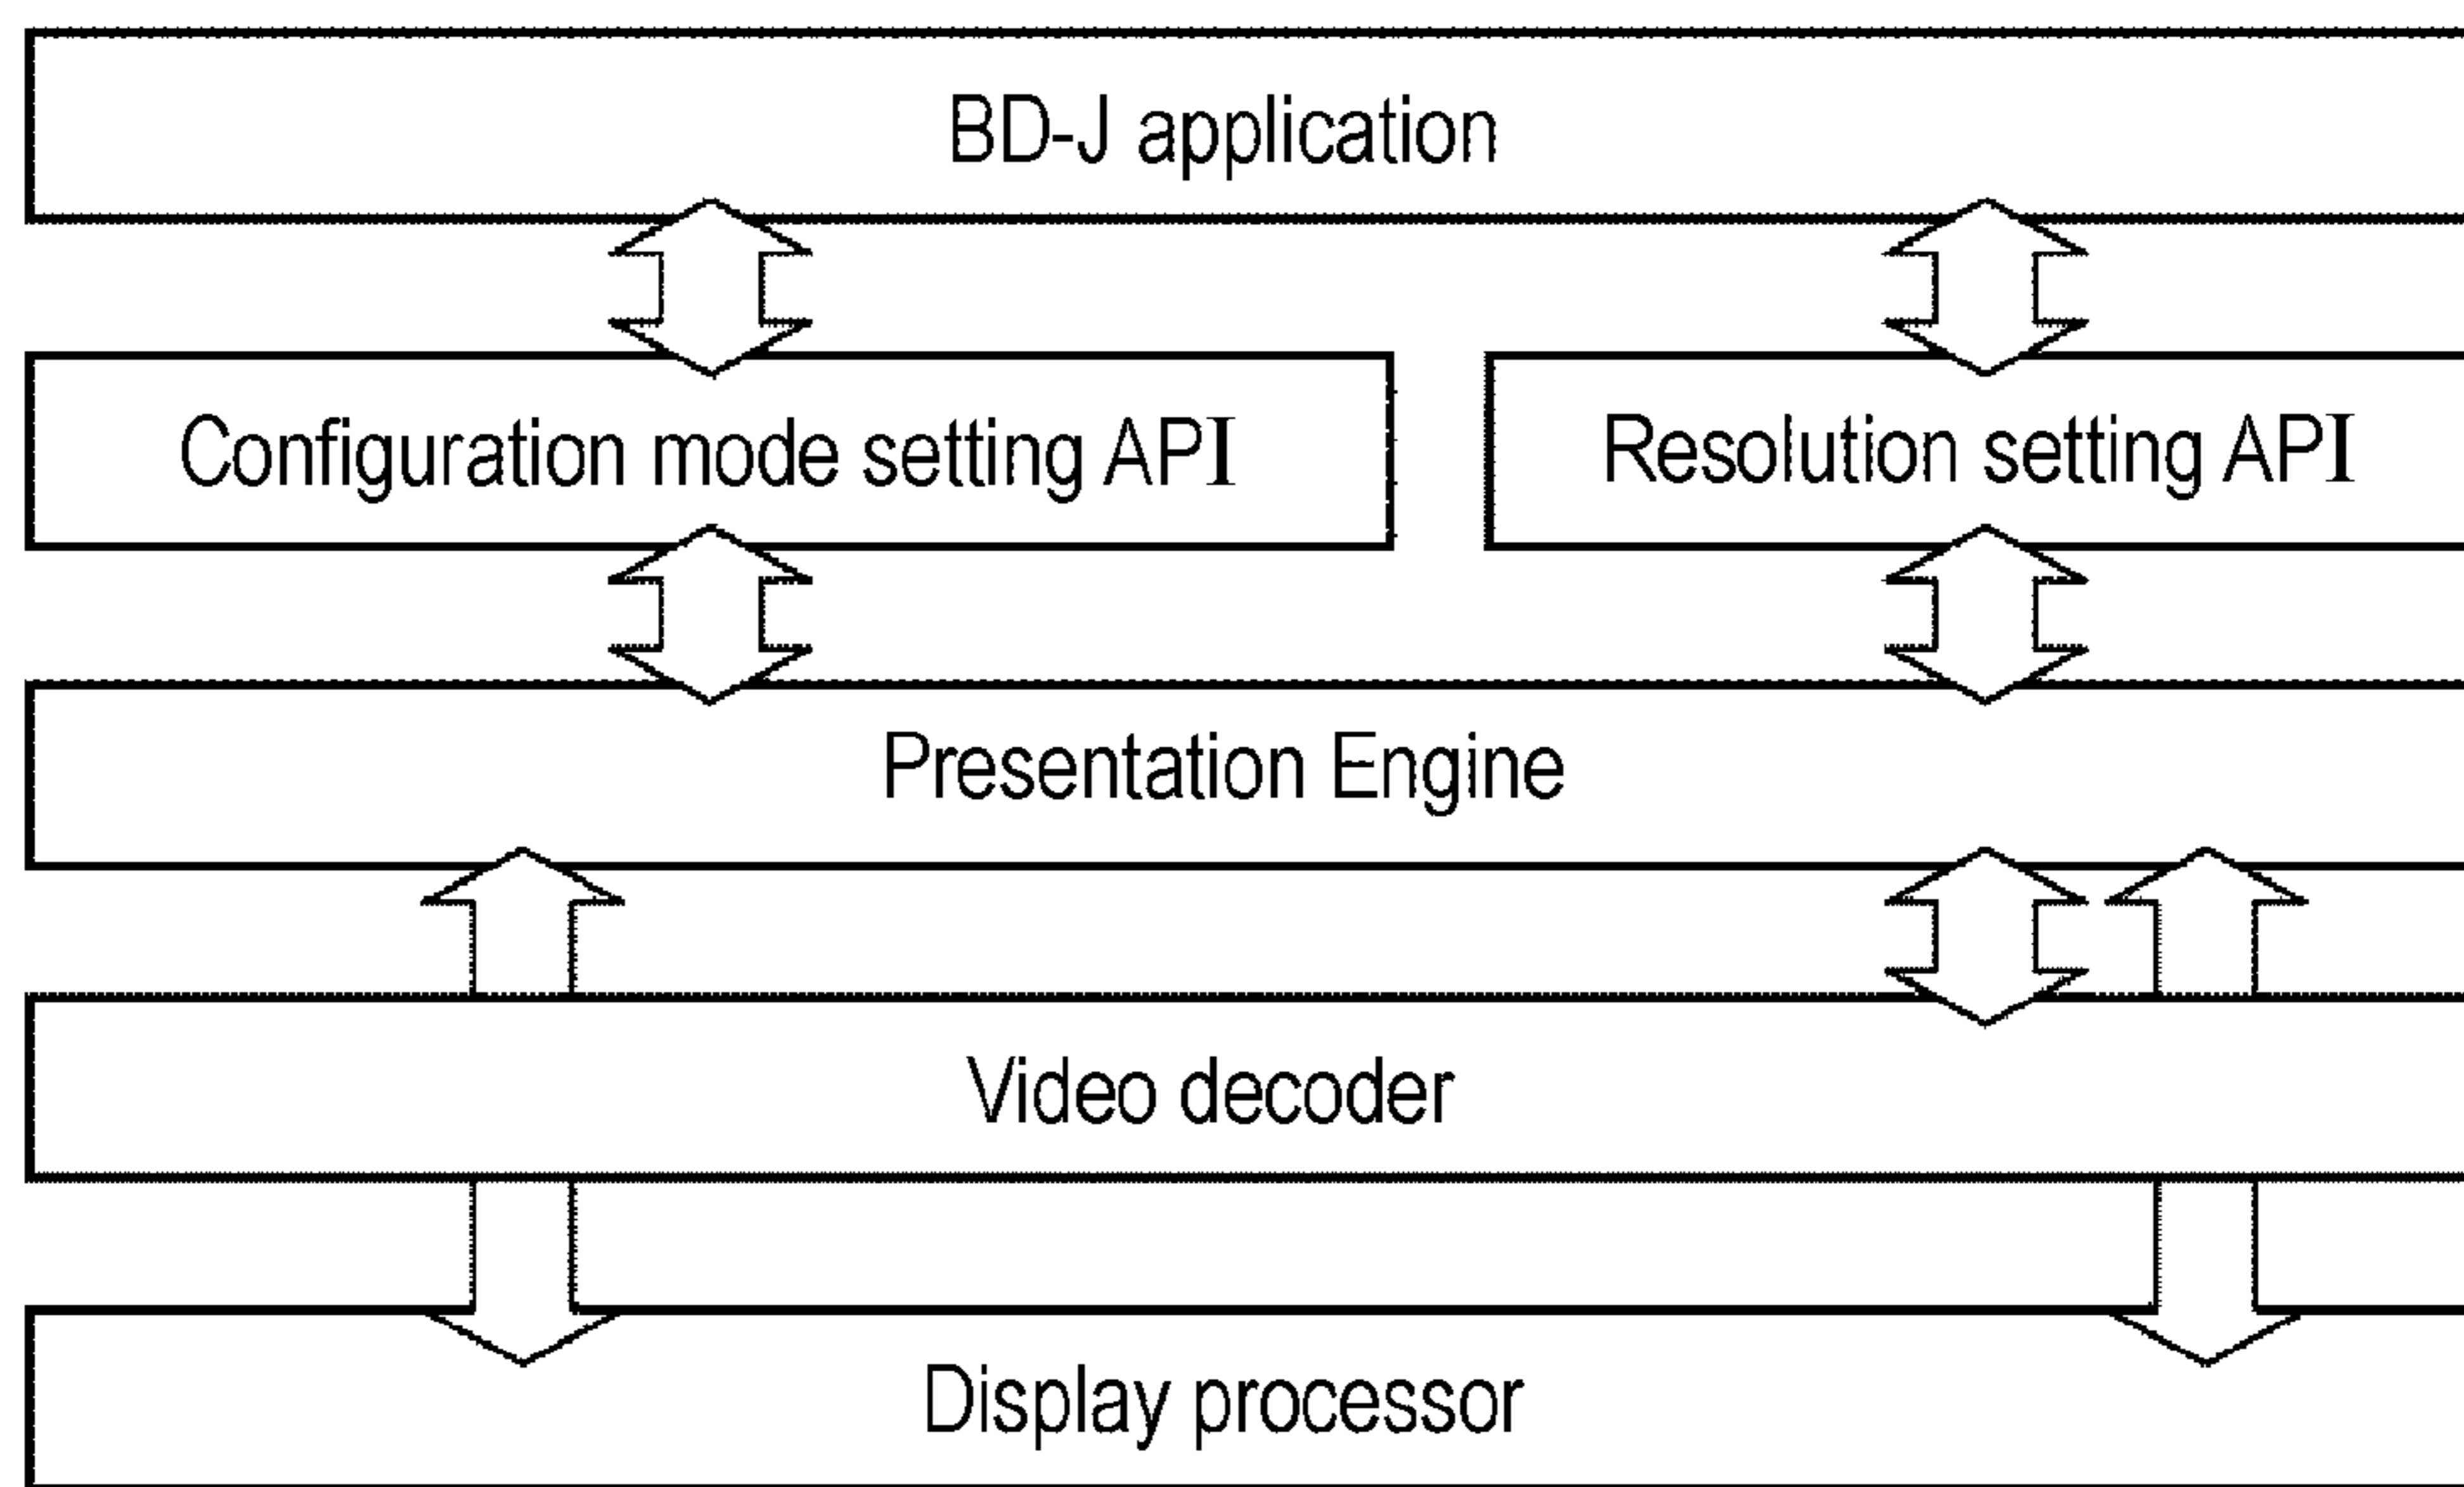 BD-J application
Configuration mode setting API
Resolution setting API
Presentation Engine
Video decoder
Display processor